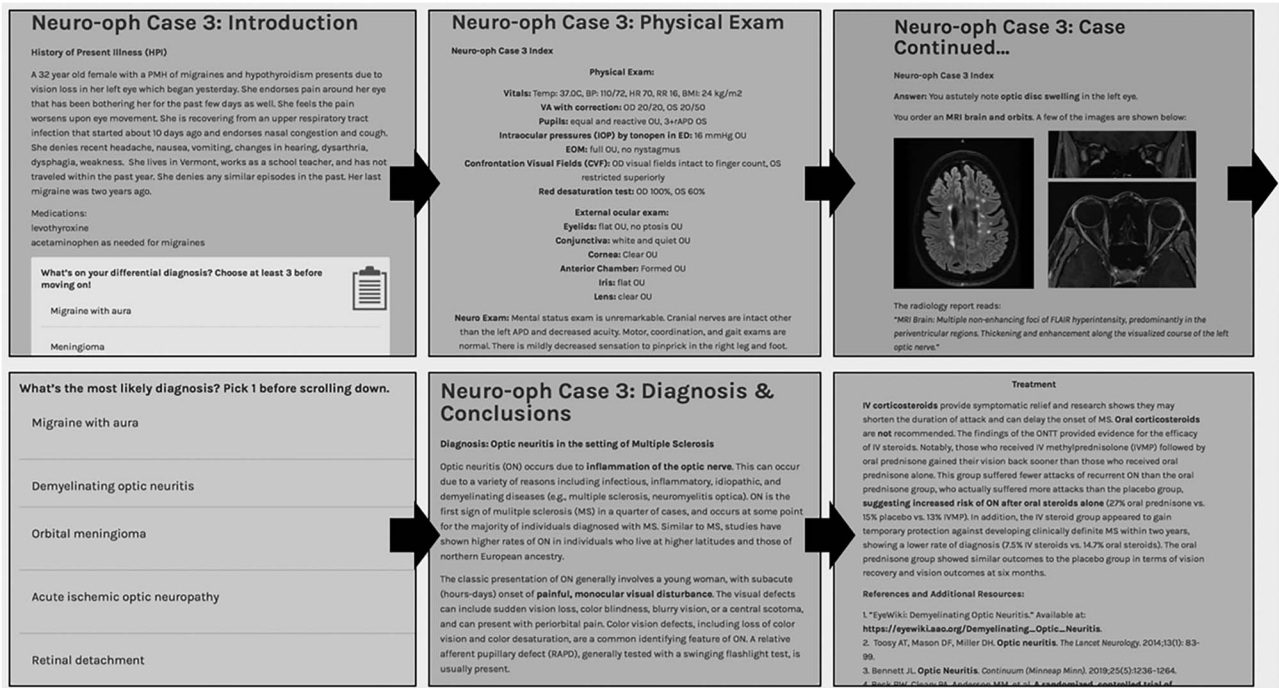 Neuro-oph Case 3: Introduction
History of Present Illness (HPI)
A 32 year old female with a PMH of migraines and hypothyroidism presents due to
vision loss in her left eye which began yesterday. She endorses pain around her eye
that has been bothering her for the past few days as well. She feels the pain
worsens upon eye movement. She is recovering from an upper respiratory tract
infection that started about 10 days ago and endorses nasal congestion and cough.
She denies recent headache, nausea, vomiting, changes in hearing, dysarthria,
dysphagia, weakness. She lives in Vermont, works as a school teacher, and has not
traveled within the past year. She denies any similar episodes in the past. Her last
migraine was two years ago.
Medications:
levothyroxine
acetaminophen as needed for migraines
What's on your differential diagnosis? Choose at least 3 before
moving on!
Migraine with aura
Meningioma
Neuro-oph Case 3: Physical Exam
Neuro-oph Case 3 Index
Physical Exam:
Vitals: Temp: 37.0C, BP: 110/72, HR 70, RR 16, BMI: 24 kg/m2
VA with correction: OD 20/20, OS 20/50
Pupils: equal and reactive OU, 3+rAPD OS
Intraocular pressures (IOP) by tonopen in ED: 16 mmHg OU
EOM: full OU, no nystagmus
Confrontation Visual Fields (CVF): OD visual fields intact to finger count, OS
restricted superiorly
Red desaturation test: OD 100%, OS 60%
External ocular exam:
Eyelids: flat OU, no ptosis OU
Conjunctiva: white and quiet OU
Cornea: Clear OU
Anterior Chamber: Formed OU
Iris: flat OU
Lens: clear OU
Neuro Exam: Mental status exam is unremarkable. Cranial nerves are intact other
than the left APD and decreased acuity. Motor, coordination, and gait exams are
normal. There is mildly decreased sensation to pinprick in the right leg and foot.
Neuro-oph Case 3: Case
Continued...
Neuro-oph Case 3 Index
Answer: You astutely note optic disc swelling in the left eye.
You order an MRI brain and orbits. A few of the images are shown below:
The radiology report reads:
"MRI Brain: Multiple non-enhancing foci of FLAIR hyperintensity, predominantly in the
periventricular regions. Thickening and enhancement along the visualized course of the left
optic nerve."
What's the most likely diagnosis? Pick 1 before scrolling down.
Migraine with aura
Demyelinating optic neuritis
Orbital meningioma
Acute ischemic optic neuropathy
Retinal detachment
Neuro-oph Case 3: Diagnosis &
Conclusions
Diagnosis: Optic neuritis in the setting of Multiple Sclerosis
Optic neuritis (ON) occurs due to inflammation of the optic nerve. This can occur
due to a variety of reasons including infectious, inflammatory, idiopathic, and
demyelinating diseases (e.g., multiple sclerosis, neuromyelitis optica). ON is the
first sign of mulitple sclerosis (MS) in a quarter of cases, and occurs at some point
for the majority of individuals diagnosed with MS. Similar to MS, studies have
shown higher rates of ON in individuals who live at higher latitudes and those of
northern European ancestry.
The classic presentation of ON generally involves a young woman, with subacute
(hours-days) onset of painful, monocular visual disturbance. The visual defects
can include sudden vision loss, color blindness, blurry vision, or a central scotoma,
and can present with periorbital pain. Color vision defects, including loss of color
vision and color desaturation, are a common identifying feature of ON. A relative
afferent pupillary defect (RAPD), generally tested with a swinging flashlight test, is
usually present.
Treatment
IV corticosteroids provide symptomatic relief and research shows they may
shorten the duration of attack and can delay the onset of MS. Oral corticosteroids
are not recommended. The findings of the ONTT provided evidence for the efficacy
of IV steroids. Notably, those who received IV methylprednisolone (IVMP) followed by
oral prednisone gained their vision back sooner than those who received oral
prednisone alone. This group suffered fewer attacks of recurrent ON than the oral
prednisone group, who actually suffered more attacks than the placebo group,
suggesting increased risk of ON after oral steroids alone (27% oral prednisone vs.
15% placebo vs. 13% IVMP). In addition, the IV steroid group appeared to gain
temporary protection against developing clinically definite MS within two years,
showing a lower rate of diagnosis (7.5% IV steroids vs. 14.7% oral steroids). The oral
prednisone group showed similar outcomes to the placebo group in terms of vision
recovery and vision outcomes at six months.
References and Additional Resources:
1. "EyeWiki: Demyelinating Optic Neuritis." Available at:
https://eyewiki.aao.org/Demyelinating_Optic_Neuritis.
2. Toosy AT, Mason DF, Miller DH. Optic neuritis. The Lancet Neurology. 2014;13(1): 83-
99.
3. Bennett JL. Optic Neuritis. Continuum (Minneap Minn). 2019;25(5):1236-1264.
4. Beck RW, Cleary PA, Anderson MM, et al. A randomized, controlled trial of